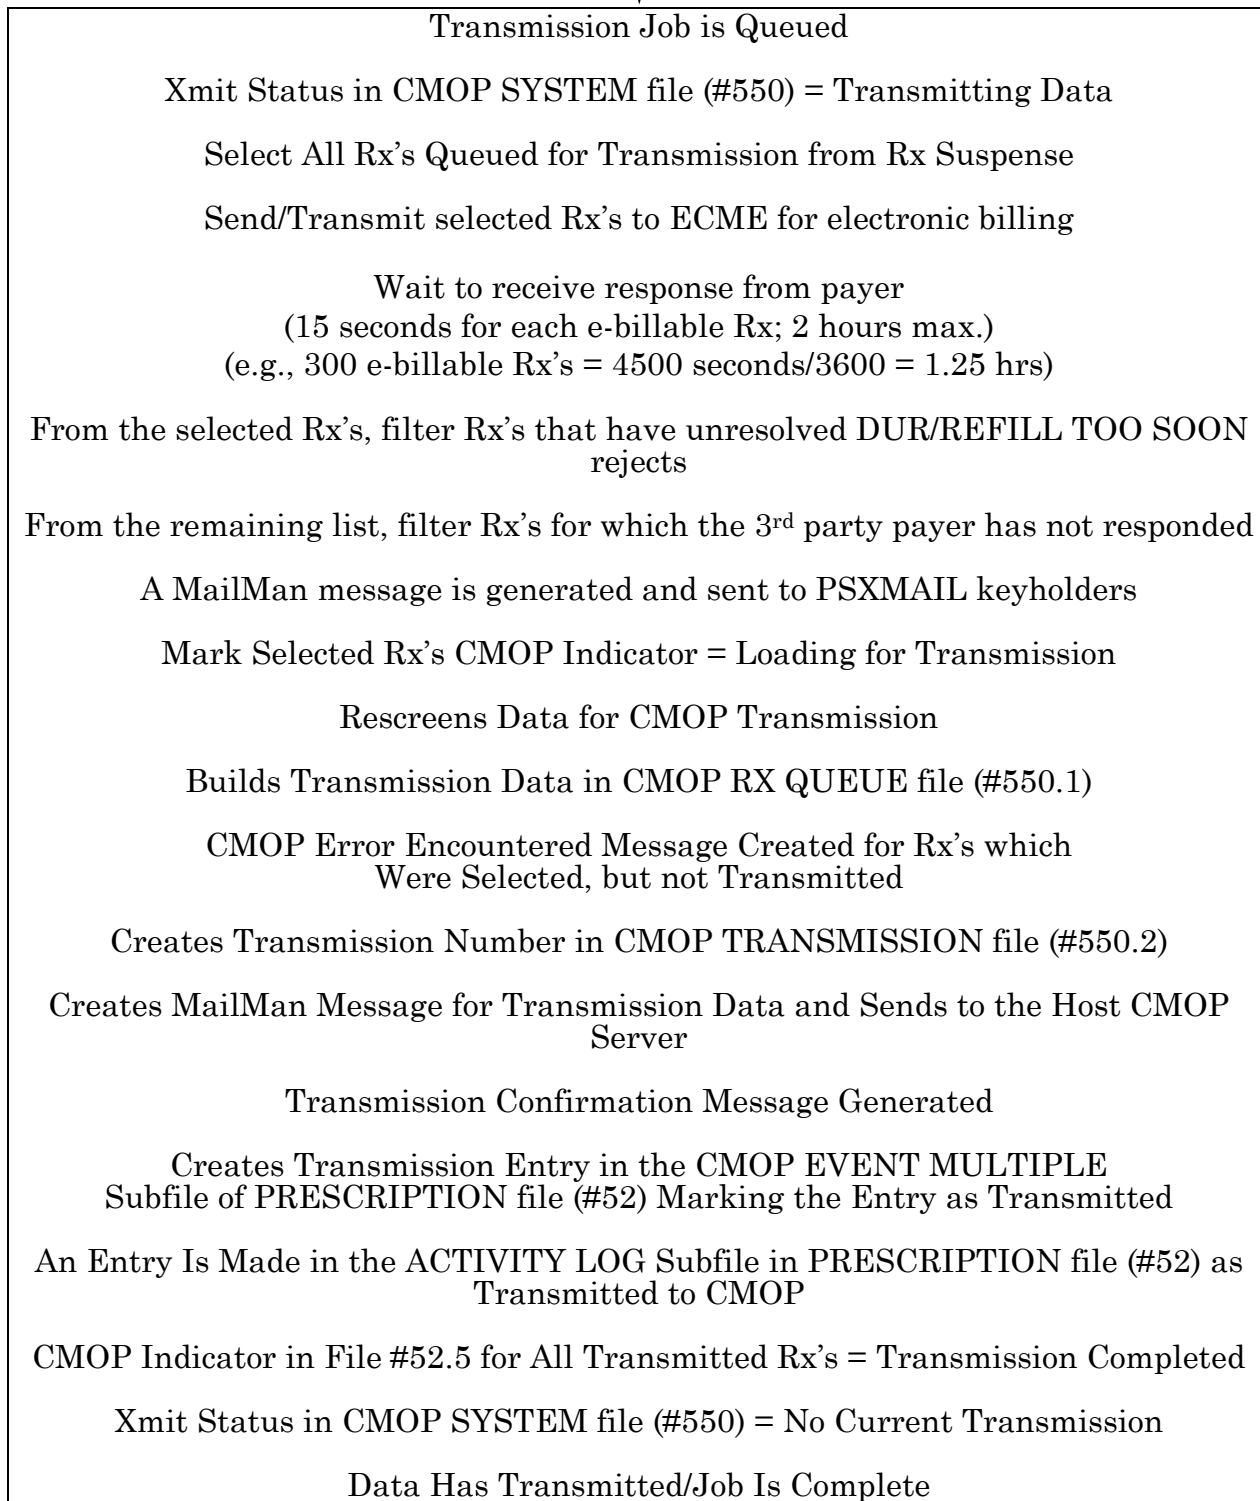 Transmission Job is Queued
Xmit Status in CMOP SYSTEM file (#550) = Transmitting Data
Select All Rx’s Queued for Transmission from Rx Suspense
Send/Transmit selected Rx’s to ECME for electronic billing
Wait to receive response from payer
(15 seconds for each e-billable Rx; 2 hours max.)
(e.g., 300 e-billable Rx’s = 4500 seconds/3600 = 1.25 hrs)
From the selected Rx’s, filter Rx’s that have unresolved DUR/REFILL TOO SOON
rejects
From the remaining list, filter Rx’s for which the 3rd party payer has not responded
A MailMan message is generated and sent to PSXMAIL keyholders
Mark Selected Rx’s CMOP Indicator = Loading for Transmission
Rescreens Data for CMOP Transmission
Builds Transmission Data in CMOP RX QUEUE file (#550.1)
CMOP Error Encountered Message Created for Rx’s which
Were Selected, but not Transmitted
Creates Transmission Number in CMOP TRANSMISSION file (#550.2)
Creates MailMan Message for Transmission Data and Sends to the Host CMOP
Server
Transmission Confirmation Message Generated
Creates Transmission Entry in the CMOP EVENT MULTIPLE
Subfile of PRESCRIPTION file (#52) Marking the Entry as Transmitted
An Entry Is Made in the ACTIVITY LOG Subfile in PRESCRIPTION file (#52) as
Transmitted to CMOP
CMOP Indicator in File #52.5 for All Transmitted Rx’s = Transmission Completed
Xmit Status in CMOP SYSTEM file (#550) = No Current Transmission
Data Has Transmitted/Job Is Complete